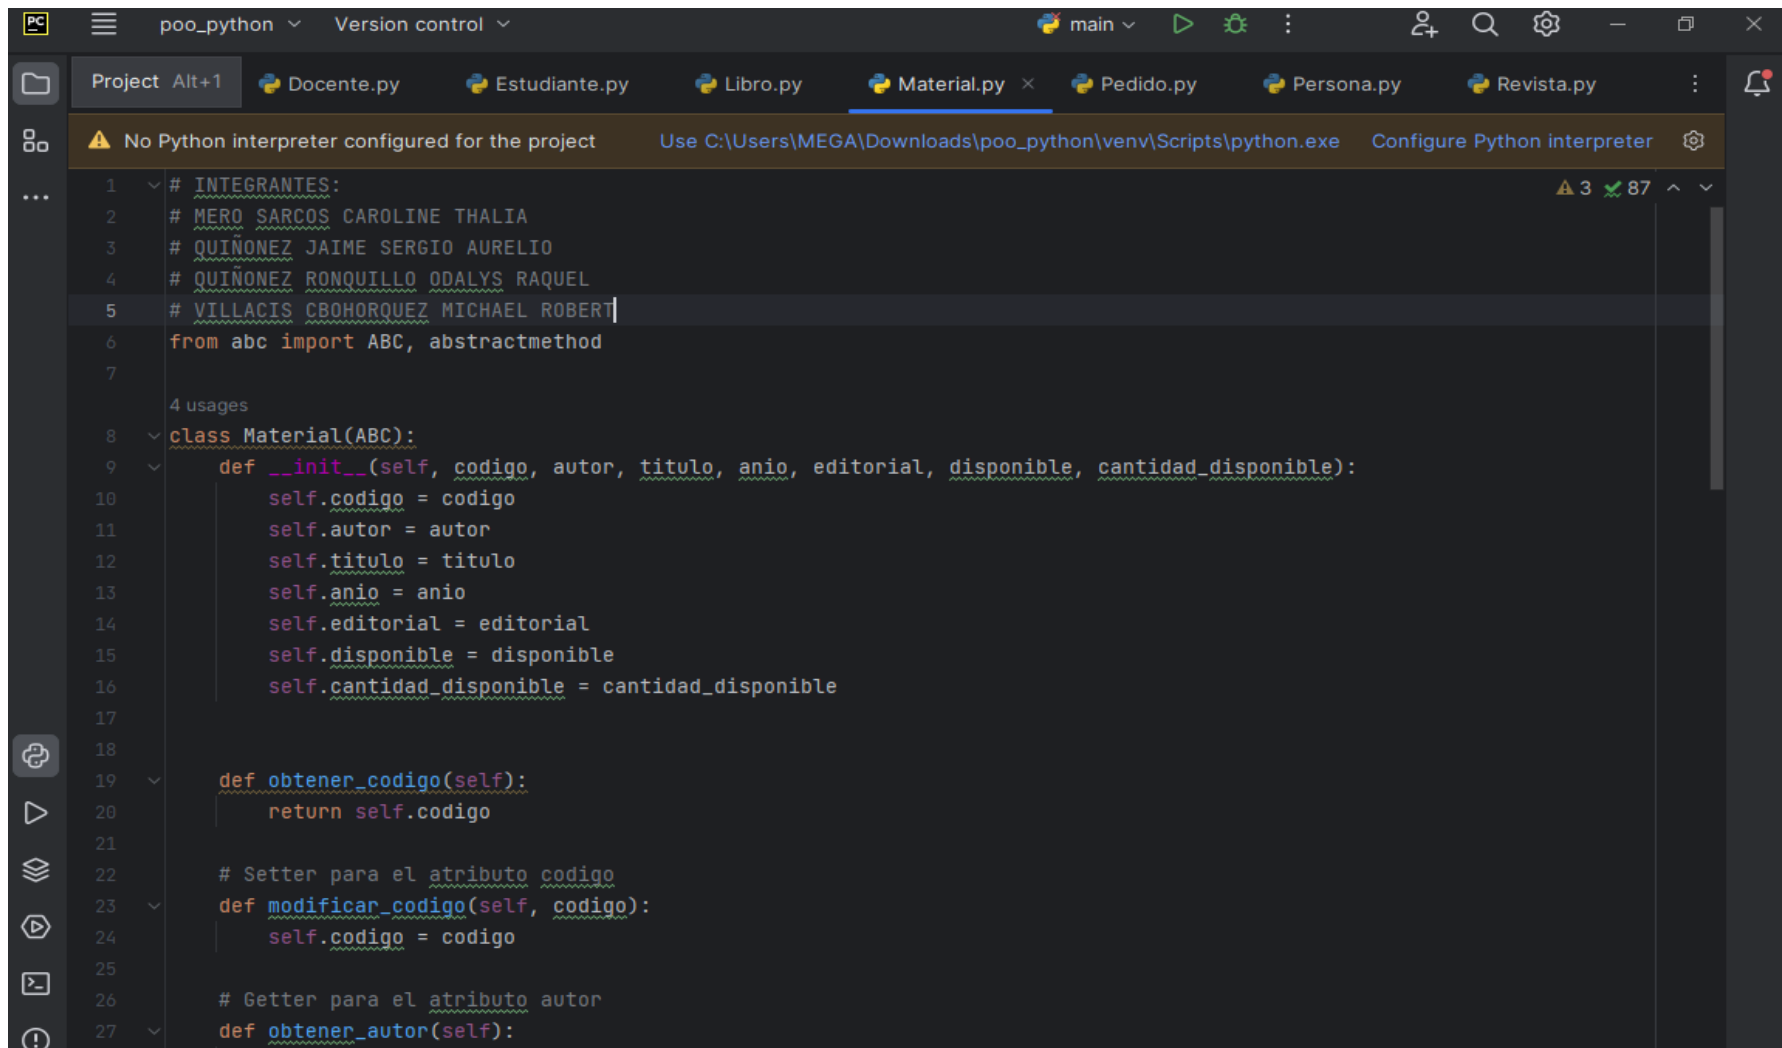 PC
poo_python
Version control
main
Project Alt+1
Docente.py
Estudiante.py
Libro.py
Material.py
Pedido.py
Persona.py
Revista.py
No Python interpreter configured for the project
Use C:\Users\MEGA\Downloads\poo_python\venv\Scripts\python.exe
Configure Python interpreter
3 87
1 # INTEGRANTES:
2 # MERO SARCOS CAROLINE THALIA
3 # QUIÑONEZ JAIME SERGIO AURELIO
4 # QUIÑONEZ RONQUILLO ODALYS RAQUEL
5 # VILLACIS CBOHORQUEZ MICHAEL ROBERT
6 from abc import ABC, abstractmethod
7
4 usages
8 class Material(ABC):
9 def __init__(self, codigo, autor, titulo, anio, editorial, disponible, cantidad_disponible):
10 self.codigo = codigo
11 self.autor = autor
12 self.titulo = titulo
13 self.anio = anio
14 self.editorial = editorial
15 self.disponible = disponible
16 self.cantidad_disponible = cantidad_disponible
17
18
19 def obtener_codigo(self):
20 return self.codigo
21
22 # Setter para el atributo codigo
23 def modificar_codigo(self, codigo):
24 self.codigo = codigo
25
26 # Getter para el atributo autor
27 def obtener_autor(self):